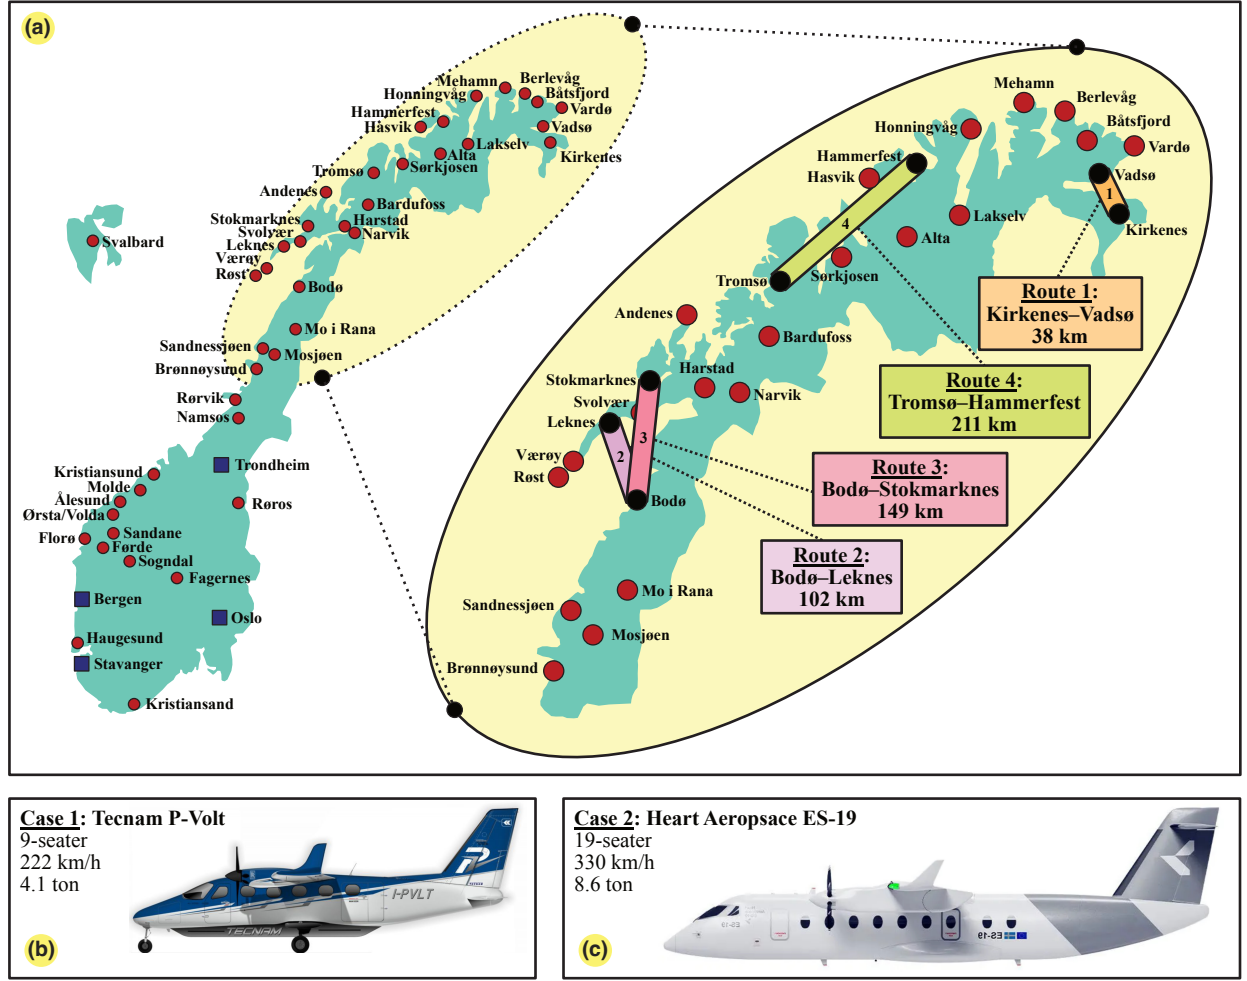 (a)
Mehamn
Berlevåg
Honningvåg
Båtsfjord
Hammerfest
Vardø
Hasvik
Vadsø
Lakselv
Kirkenes
Alta
Sørkjosen
Tromsø
Andenes
Bardufoss
Stokmarknes
Harstad
Svolvær
Narvik
Leknes
Værøy
Røst
Bodø
Svalbard
Mo i Rana
Sandnessjøen
Mosjøen
Brønnøysund
Rørvik
Namsos
Trondheim
Kristiansund
Molde
Ålesund
Ørsta/Volda
Røros
Florø
Sandane
Førde
Sogndal
Fagernes
Bergen
Oslo
Haugesund
Stavanger
Kristiansand
Mehamn
Berlevåg
Honningvåg
Båtsfjord
Vardø
Hammerfest
Hasvik
Vadsø
1
Lakselv
Kirkenes
4
Alta
Sørkjosen
Tromsø
Andenes
Bardufoss
Harstad
Stokmarknes
Narvik
Svolvær
Leknes
3
2
Værøy
Røst
Bodø
Mo i Rana
Sandnessjøen
Mosjøen
Brønnøysund
Route 1:
Kirkenes–Vadsø
38 km
Route 4:
Tromsø–Hammerfest
211 km
Route 3:
Bodø–Stokmarknes
149 km
Route 2:
Bodø–Leknes
102 km
Case 1: Tecnam P-Volt
9-seater
222 km/h
4.1 ton
I-PVLT
TECNAM
(b)
Case 2: Heart Aeropsace ES-19
19-seater
330 km/h
8.6 ton
ES-19
(c)